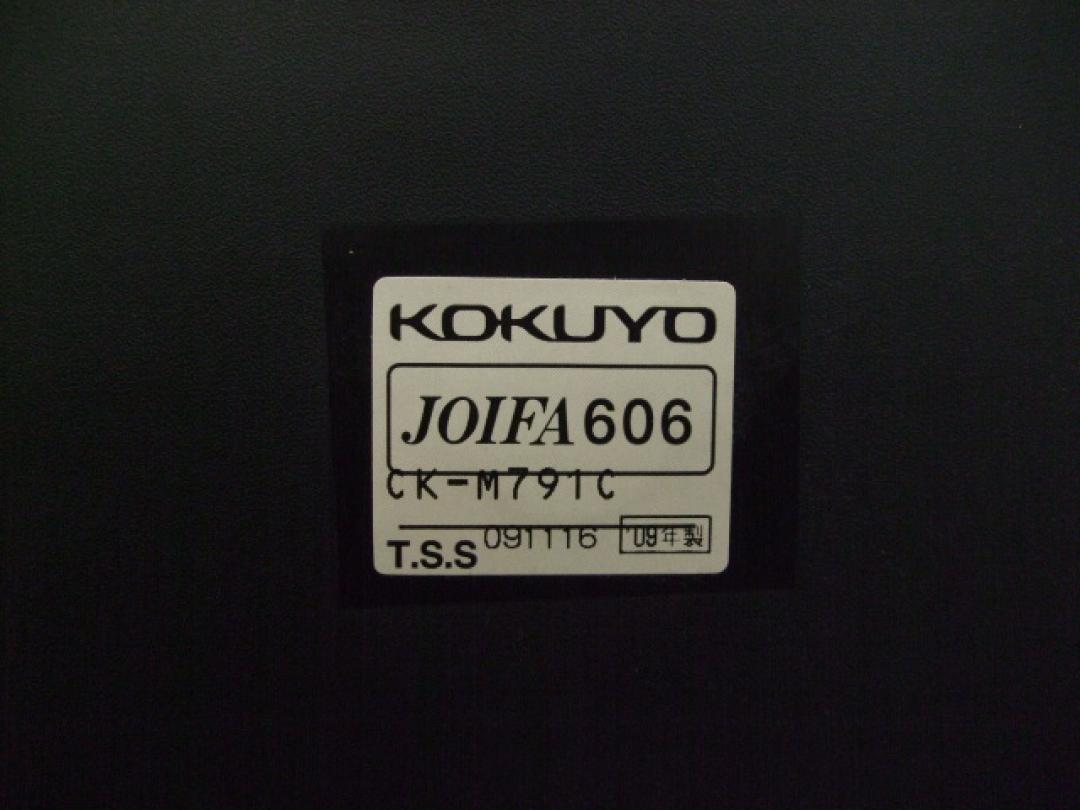 KOKUYO
JOIFA 606
CK-M791C
T.S.S 091116 '09年製